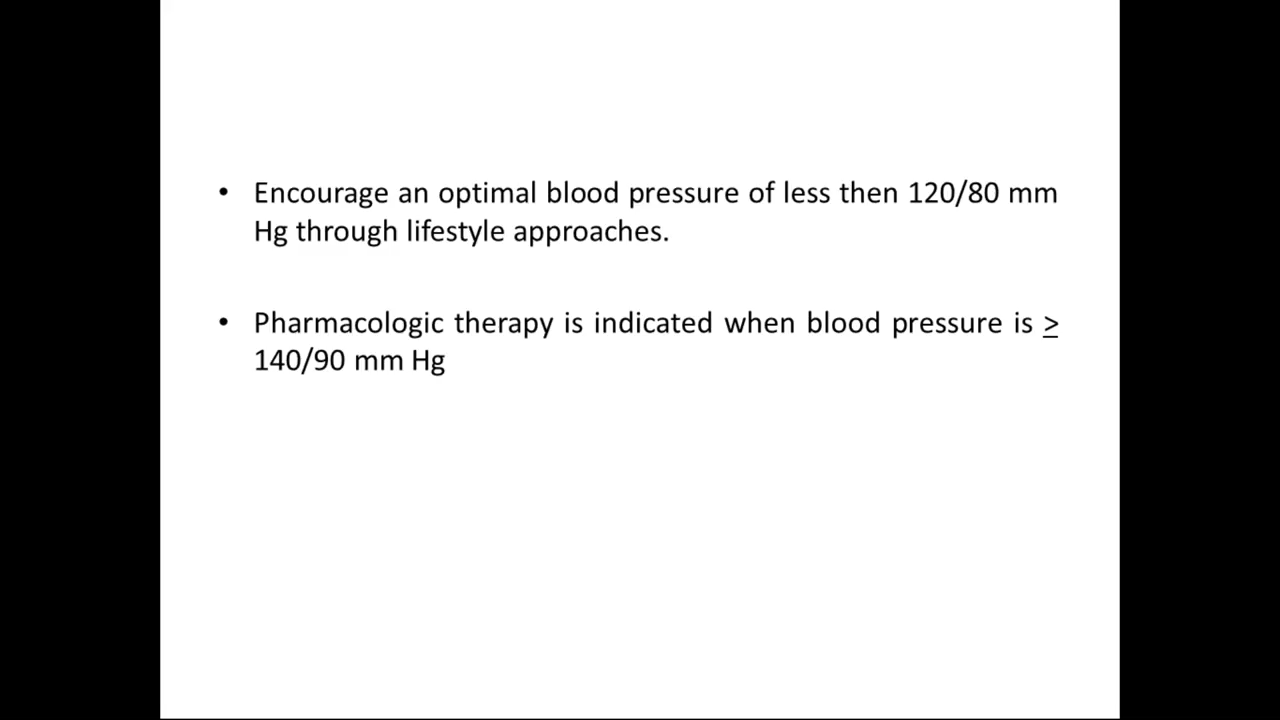 • Encourage an optimal blood pressure of less then 120/80 mm
Hg through lifestyle approaches.
• Pharmacologic therapy is indicated when blood pressure is ≥
140/90 mm Hg